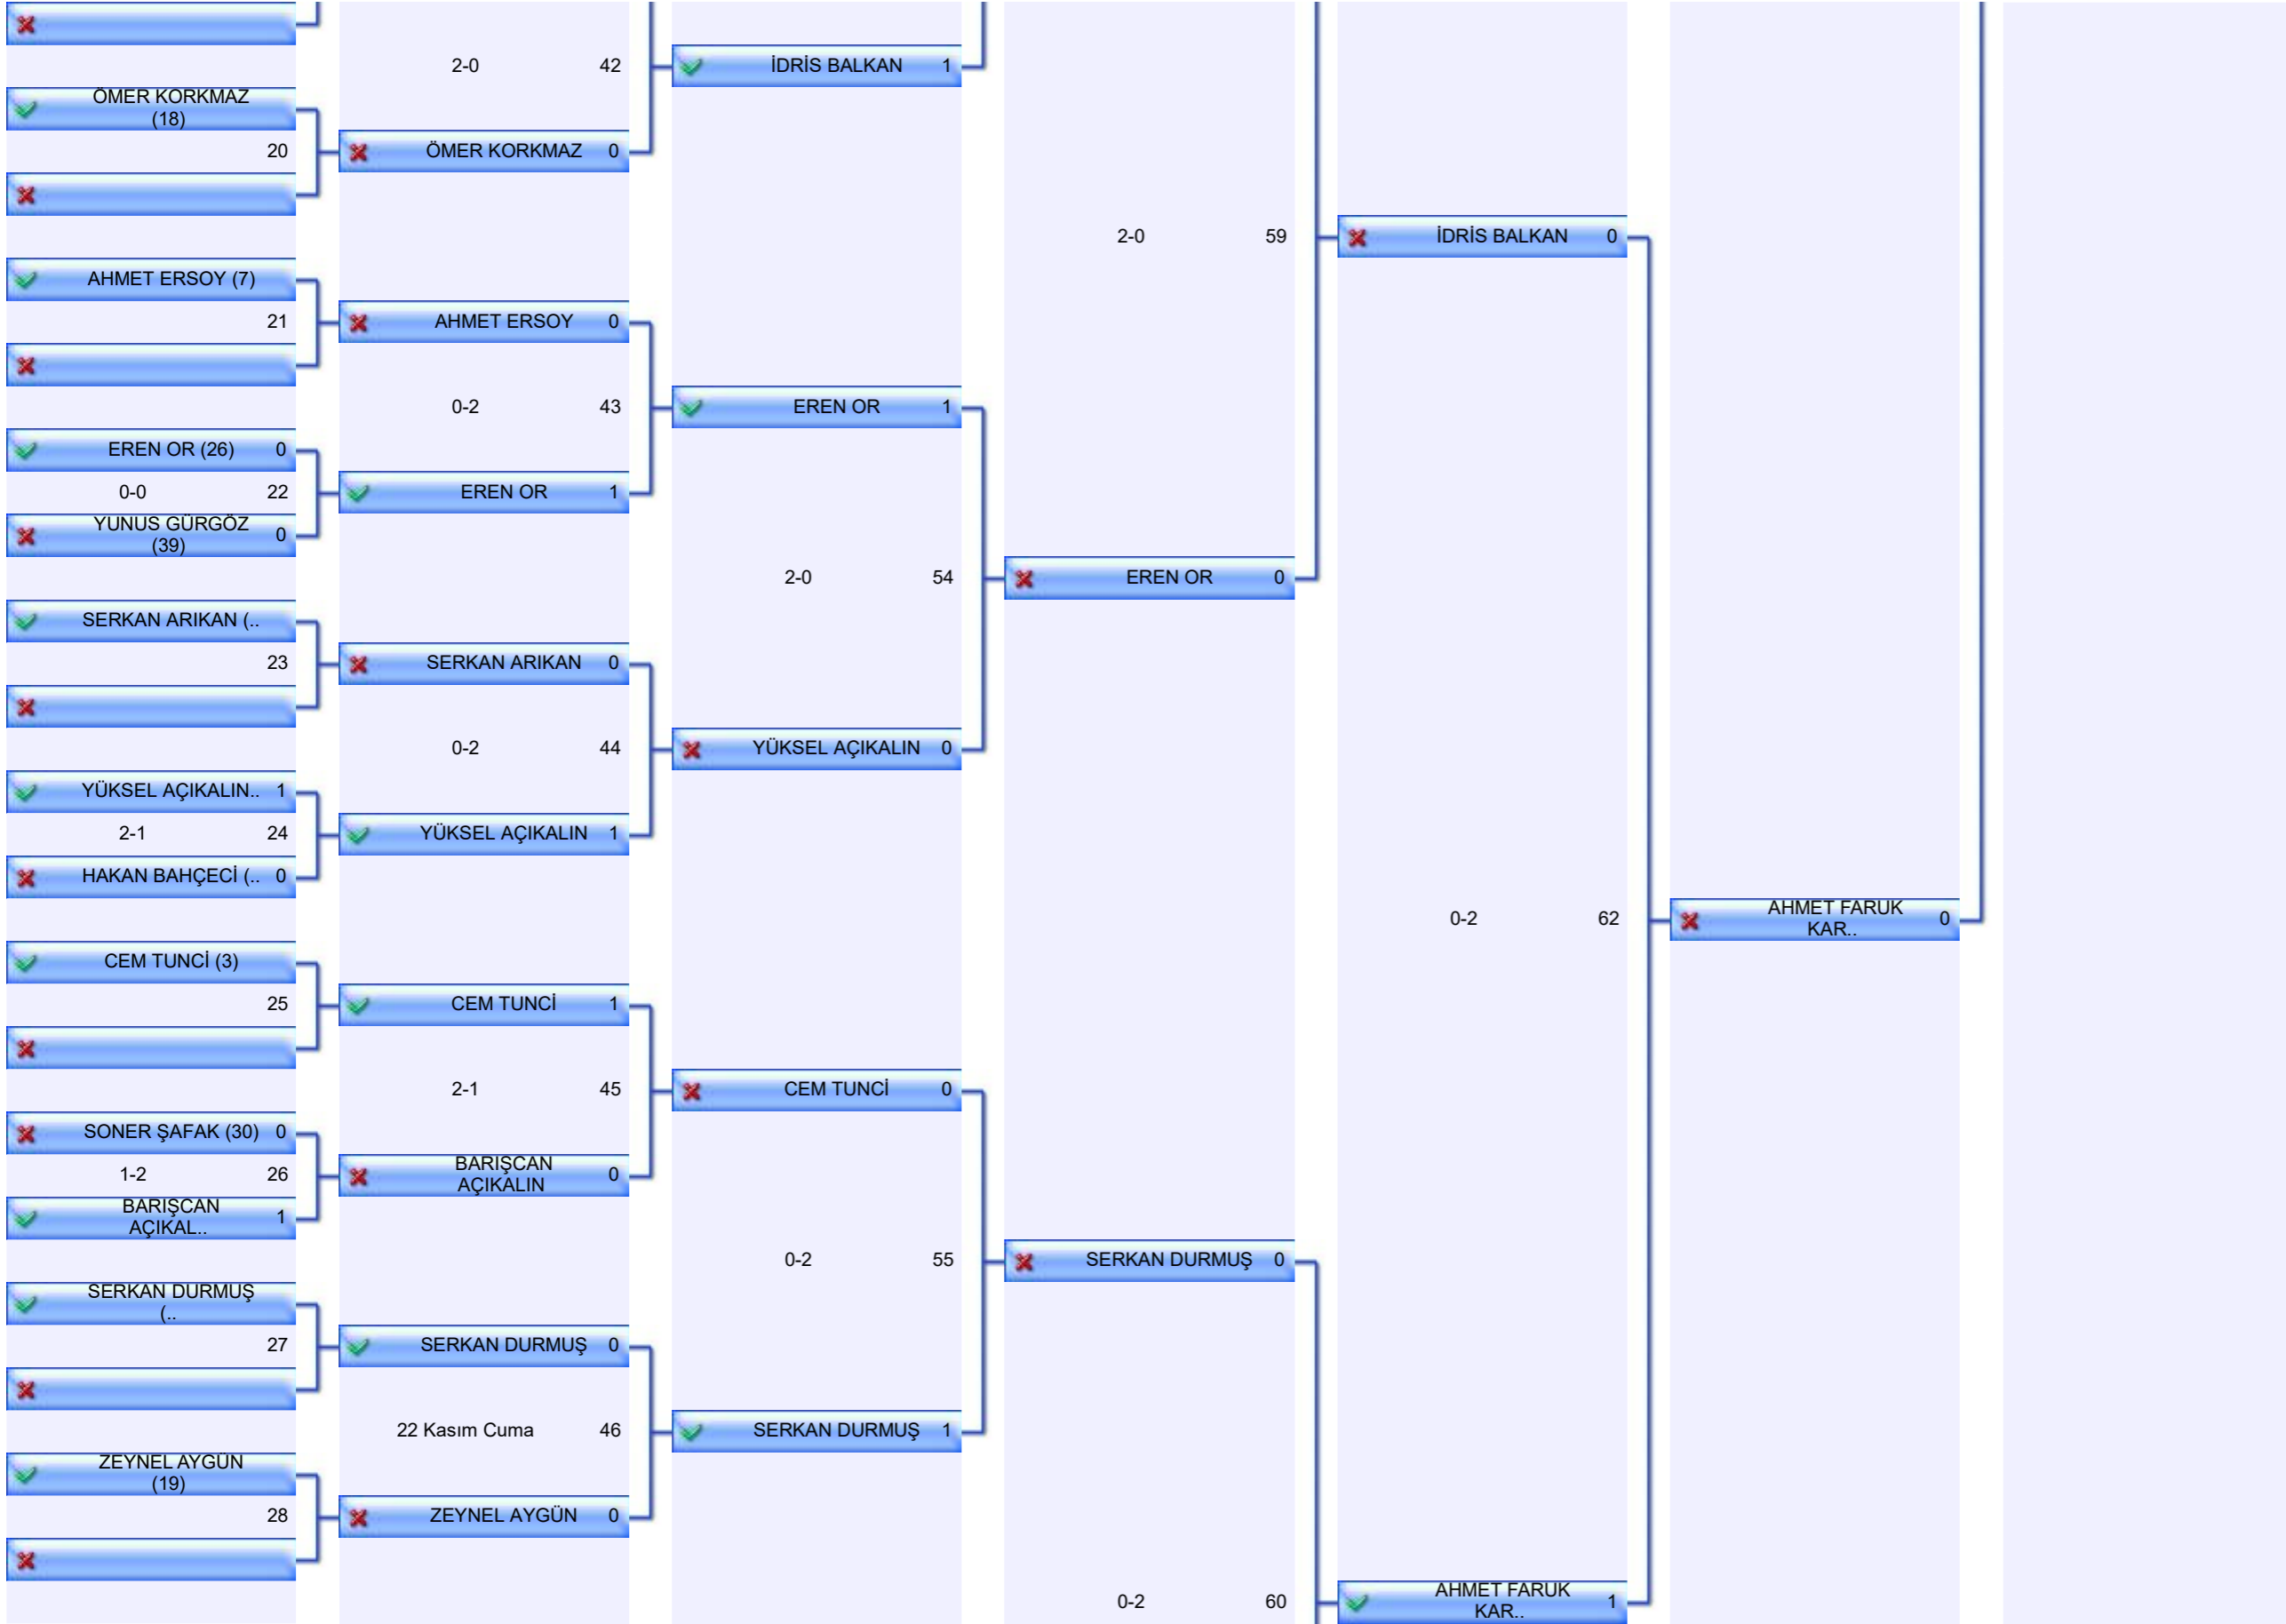 2-0 42
İDRİS BALKAN 1
ÖMER KORKMAZ
(18)
20
ÖMER KORKMAZ 0
2-0 59
İDRİS BALKAN 0
AHMET ERSOY (7)
21
AHMET ERSOY 0
0-2 43
EREN OR 1
EREN OR (26) 0
0-0 22
EREN OR 1
YUNUS GÜRGÖZ
(39) 0
2-0 54
EREN OR 0
SERKAN ARIKAN (..
23
SERKAN ARIKAN 0
0-2 44
YÜKSEL AÇIKALIN 0
YÜKSEL AÇIKALIN.. 1
2-1 24
YÜKSEL AÇIKALIN 1
HAKAN BAHÇECİ (.. 0
0-2 62
AHMET FARUK
KAR.. 0
CEM TUNCİ (3)
25
CEM TUNCİ 1
2-1 45
CEM TUNCİ 0
SONER ŞAFAK (30) 0
1-2 26
BARIŞCAN
AÇIKALIN 0
BARIŞCAN
AÇIKAL.. 1
0-2 55
SERKAN DURMUŞ 0
SERKAN DURMUŞ
(..
27
SERKAN DURMUŞ 0
22 Kasım Cuma 46
SERKAN DURMUŞ 1
ZEYNEL AYGÜN
(19)
28
ZEYNEL AYGÜN 0
0-2 60
AHMET FARUK
KAR.. 1